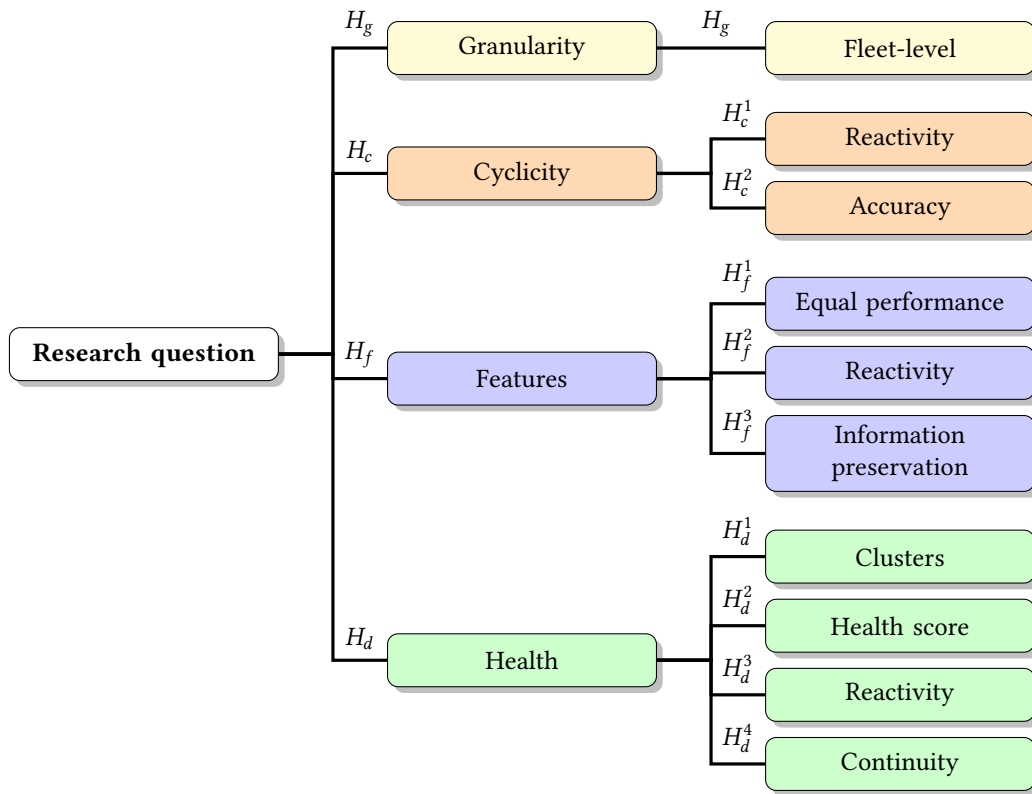 H_g
Granularity
H_g
Fleet-level
H_c
Cyclicity
H_c^1
Reactivity
H_c^2
Accuracy
Research question
H_f
Features
H_f^1
Equal performance
H_f^2
Reactivity
H_f^3
Information
preservation
H_d
Health
H_d^1
Clusters
H_d^2
Health score
H_d^3
Reactivity
H_d^4
Continuity